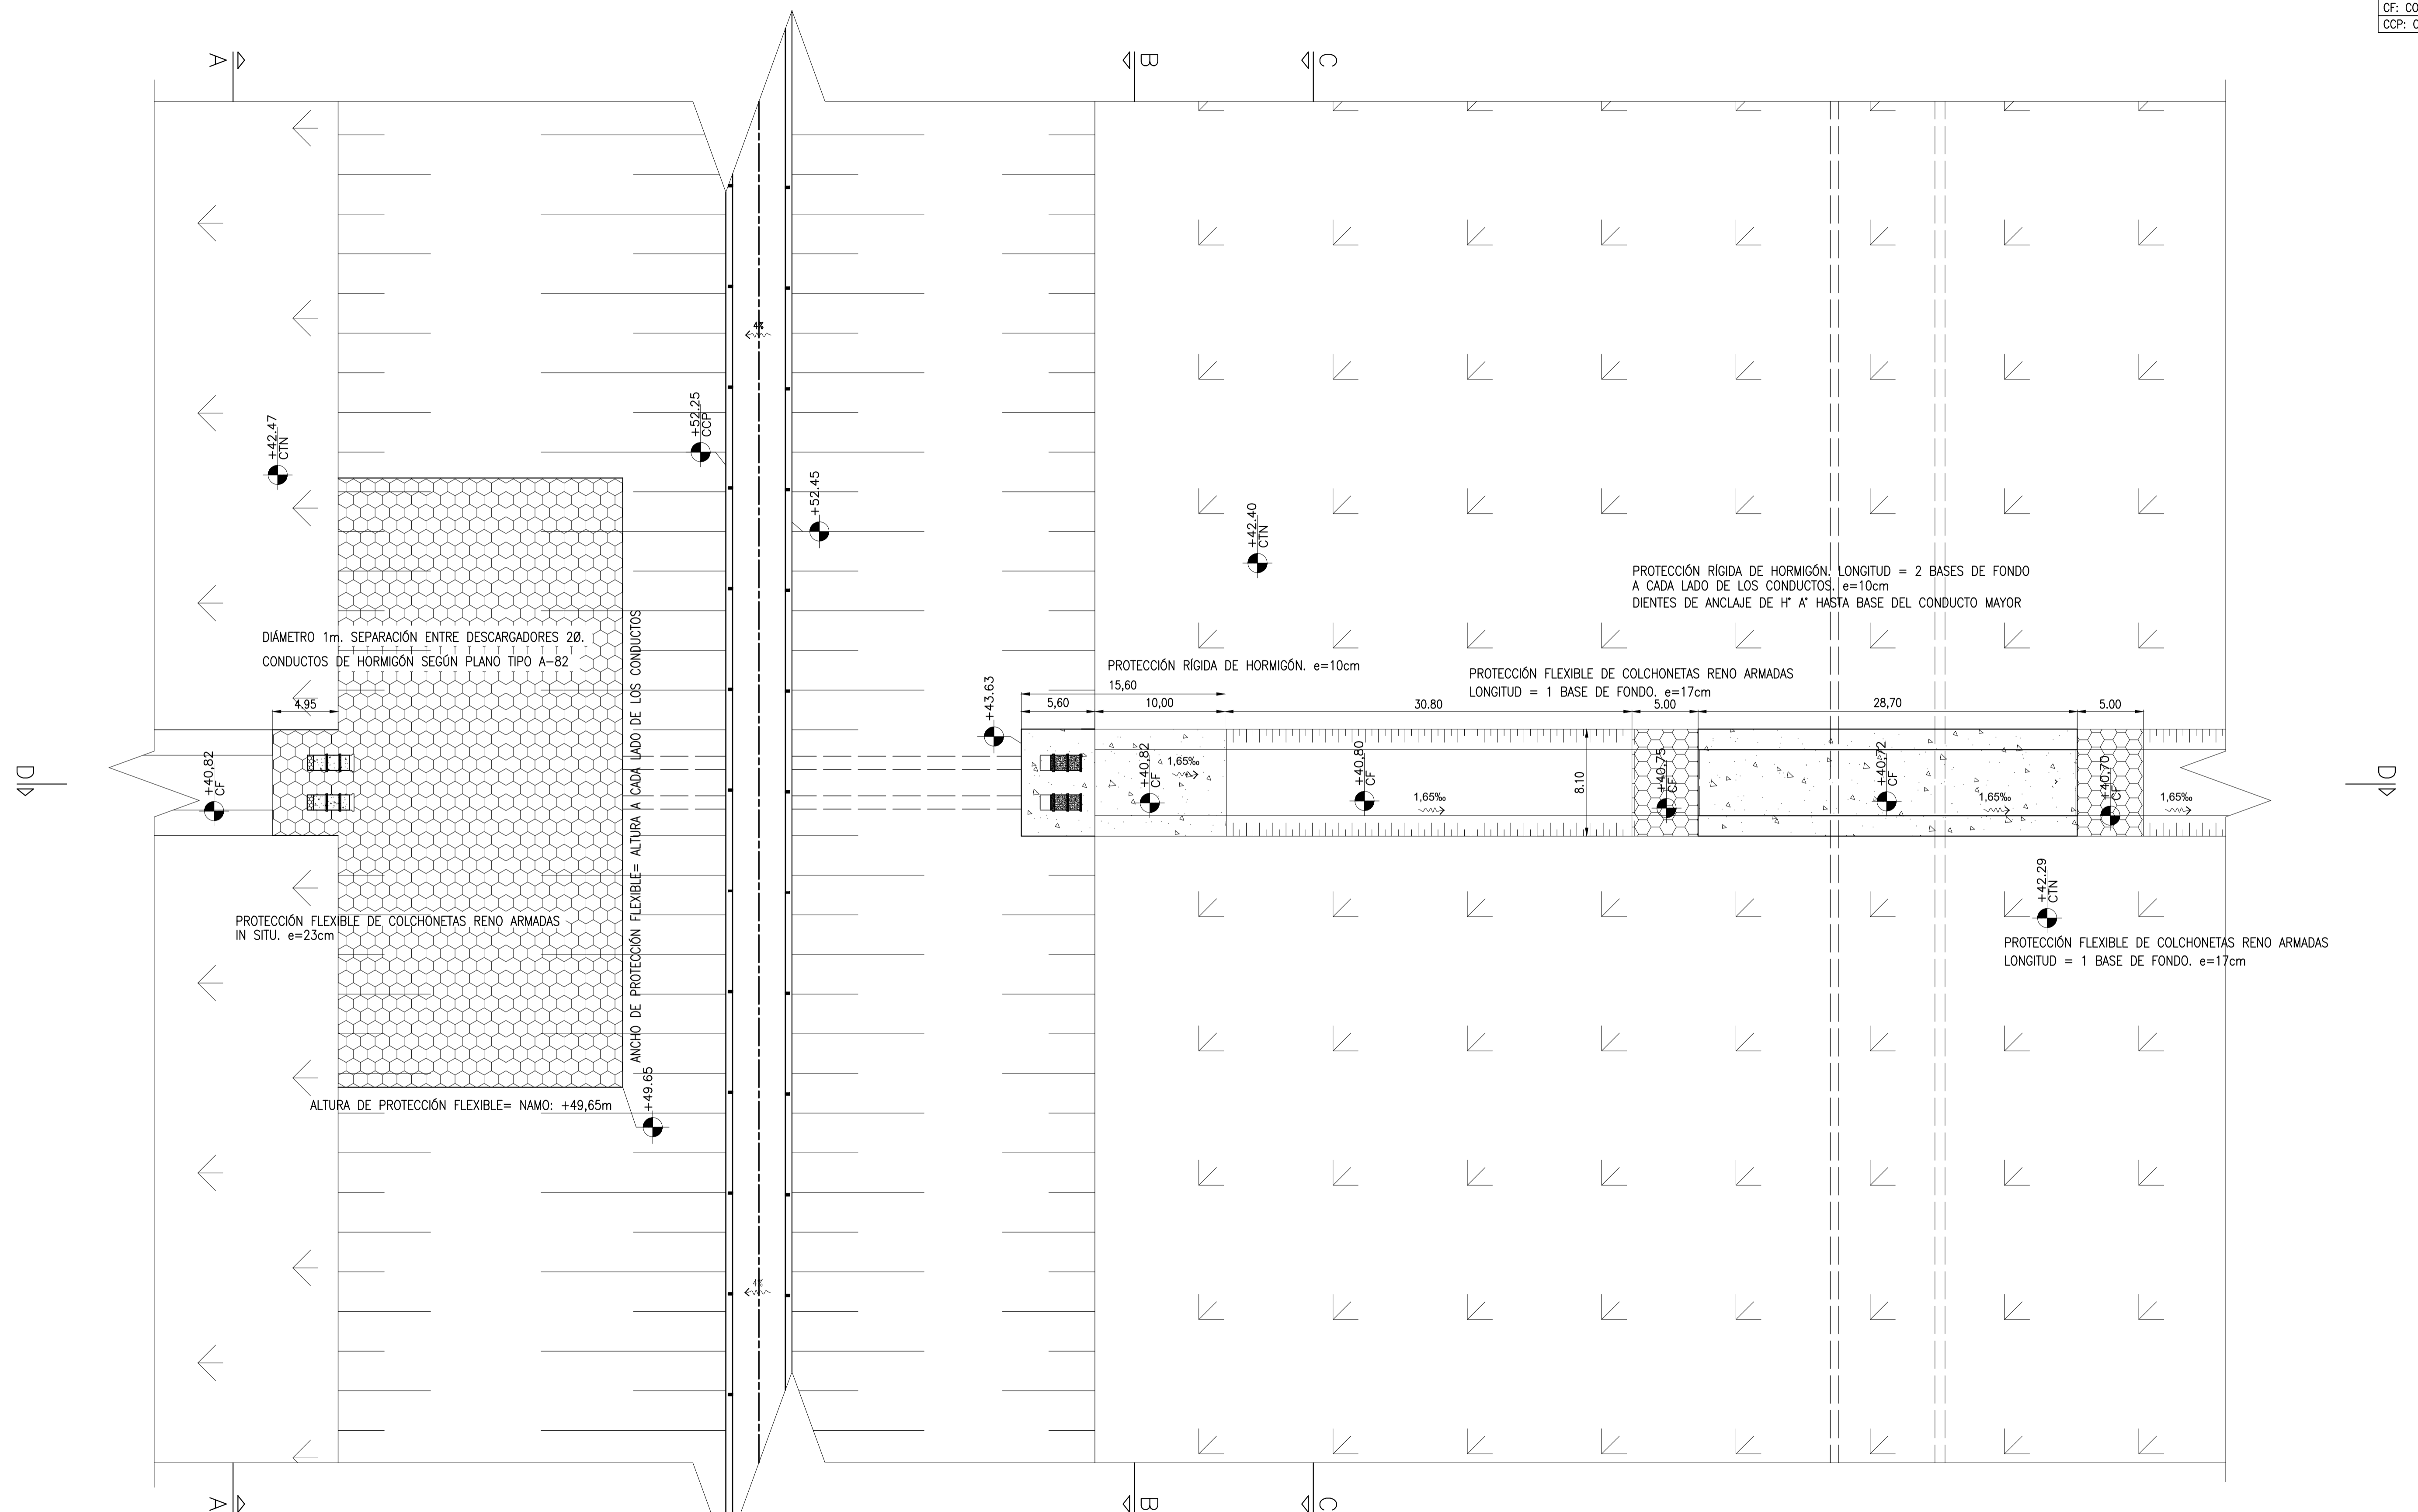 CF: CO
CCP: C
A
B
C
4%
+52.25
CCP
+42.47
CTN
+52.45
+42.40
CTN
PROTECCIÓN RÍGIDA DE HORMIGÓN. LONGITUD = 2 BASES DE FONDO
A CADA LADO DE LOS CONDUCTOS. e=10cm
DIENTES DE ANCLAJE DE H° A° HASTA BASE DEL CONDUCTO MAYOR
DIÁMETRO 1m. SEPARACIÓN ENTRE DESCARGADORES 2Ø.
CONDUCTOS DE HORMIGÓN SEGÚN PLANO TIPO A-82
ANCHO DE PROTECCIÓN FLEXIBLE= ALTURA A CADA LADO DE LOS CONDUCTOS
PROTECCIÓN RÍGIDA DE HORMIGÓN. e=10cm
PROTECCIÓN FLEXIBLE DE COLCHONETAS RENO ARMADAS
LONGITUD = 1 BASE DE FONDO. e=17cm
+43.63
15,60
4.95
5,60
10,00
30.80
5.00
28,70
5.00
D
+40,82
CF
+40,82
CF
1,65‰
+40,80
CF
1,65‰
8.10
+40,75
CF
+40,72
CF
1,65‰
+40,70
CF
1,65‰
D
+42.29
CTN
PROTECCIÓN FLEXIBLE DE COLCHONETAS RENO ARMADAS
IN SITU. e=23cm
PROTECCIÓN FLEXIBLE DE COLCHONETAS RENO ARMADAS
LONGITUD = 1 BASE DE FONDO. e=17cm
+49.65
ALTURA DE PROTECCIÓN FLEXIBLE= NAMO: +49,65m
4%
A
B
C